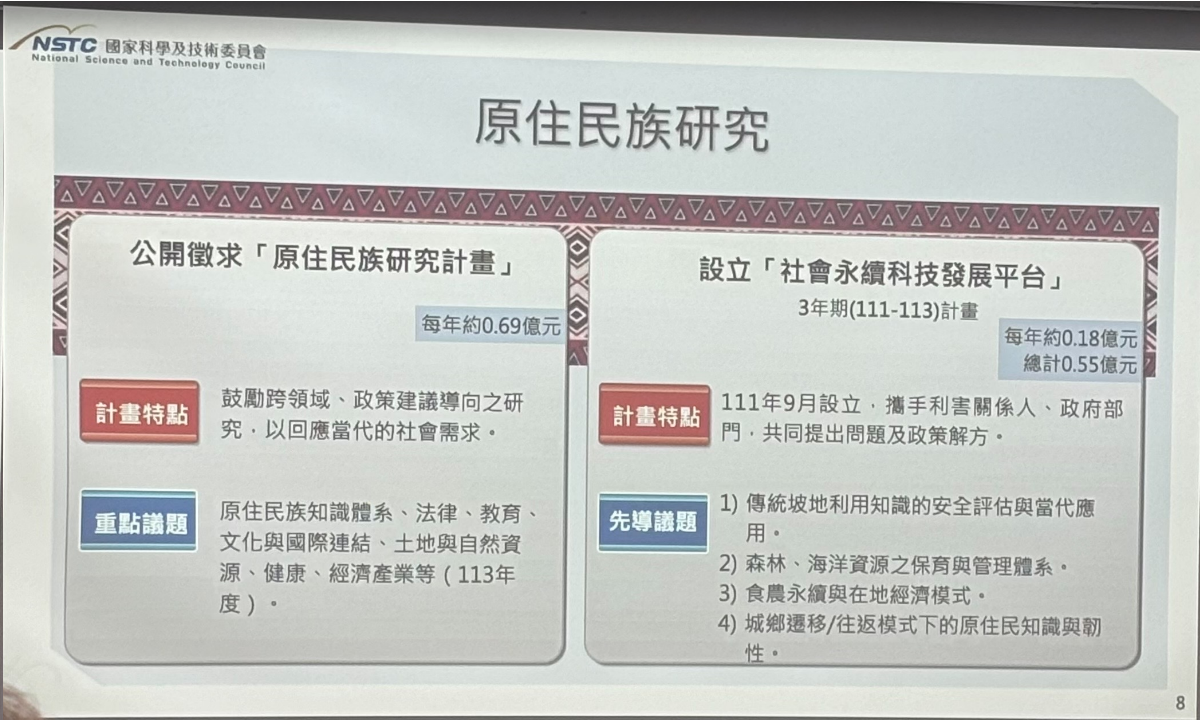 NSTC 國家科學及技術委員會
National Science and Technology Council
原住民族研究
公開徵求「原住民族研究計畫」
每年約0.69億元
計畫特點
鼓勵跨領域、政策建議導向之研
究，以回應當代的社會需求。
重點議題
原住民族知識體系、法律、教育、
文化與國際連結、土地與自然資
源、健康、經濟產業等（113年
度）。
設立「社會永續科技發展平台」
3年期(111-113)計畫
每年約0.18億元
總計0.55億元
計畫特點
111年9月設立，攜手利害關係人、政府部
門，共同提出問題及政策解方。
先導議題
1) 傳統坡地利用知識的安全評估與當代應
用。
2) 森林、海洋資源之保育與管理體系。
3) 食農永續與在地經濟模式。
4) 城鄉遷移/往返模式下的原住民知識與韌
性。
8